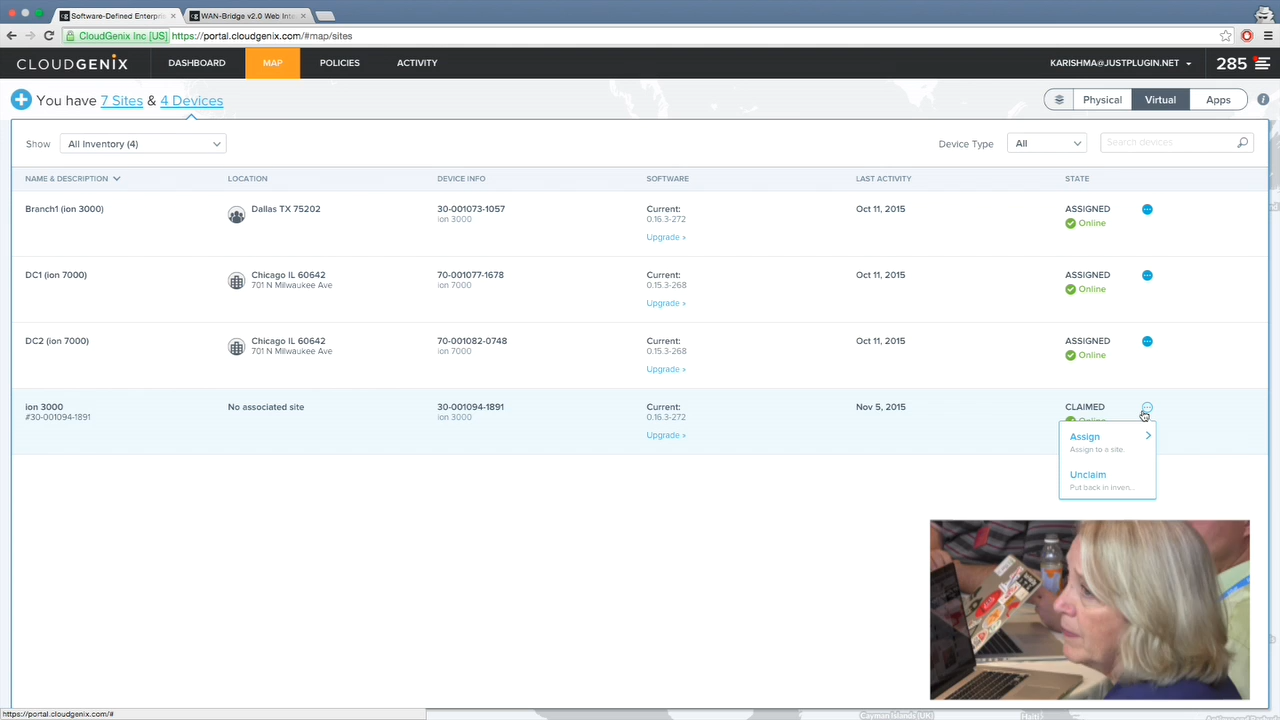 Software-Defined Enterpri
WAN-Bridge v2.0 Web Inte
CloudGenix Inc [US]
https://portal.cloudgenix.com/#map/sites
CLOUDGENIX
DASHBOARD
MAP
POLICIES
ACTIVITY
KARISHMA@JUSTPLUGIN.NET
285
You have 7 Sites & 4 Devices
Physical
Virtual
Apps
Show
All Inventory (4)
Device Type
All
Search devices
NAME & DESCRIPTION
LOCATION
DEVICE INFO
SOFTWARE
LAST ACTIVITY
STATE
Branch1 (ion 3000)
Dallas TX 75202
30-001073-1057
ion 3000
Current:
0.16.3-272
Upgrade »
Oct 11, 2015
ASSIGNED
Online
DC1 (ion 7000)
Chicago IL 60642
701 N Milwaukee Ave
70-001077-1678
ion 7000
Current:
0.15.3-268
Upgrade »
Oct 11, 2015
ASSIGNED
Online
DC2 (ion 7000)
Chicago IL 60642
701 N Milwaukee Ave
70-001082-0748
ion 7000
Current:
0.15.3-268
Upgrade »
Oct 11, 2015
ASSIGNED
Online
ion 3000
#30-001094-1891
No associated site
30-001094-1891
ion 3000
Current:
0.16.3-272
Upgrade »
Nov 5, 2015
CLAIMED
Online
Assign
Assign to a site.
Unclaim
Put back in inven...
https://portal.cloudgenix.com/#
Cayman Islands (UK)
Haiti